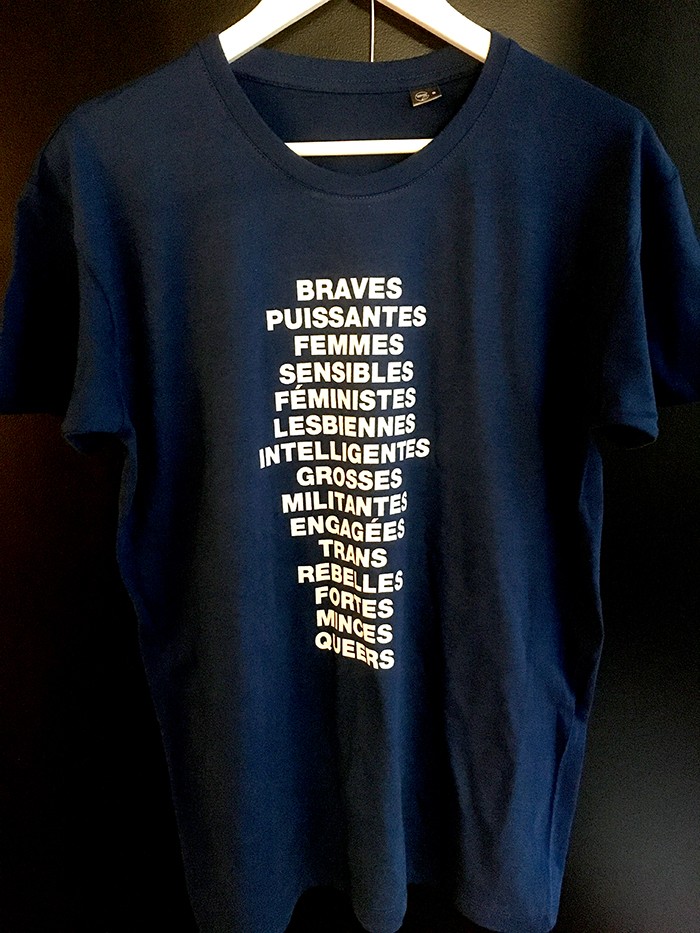 BRAVES
PUISSANTES
FEMMES
SENSIBLES
FÉMINISTES
LESBIENNES
INTELLIGENTES
GROSSES
MILITANTES
ENGAGÉES
TRANS
REBELLES
FORTES
MINCES
QUEERS